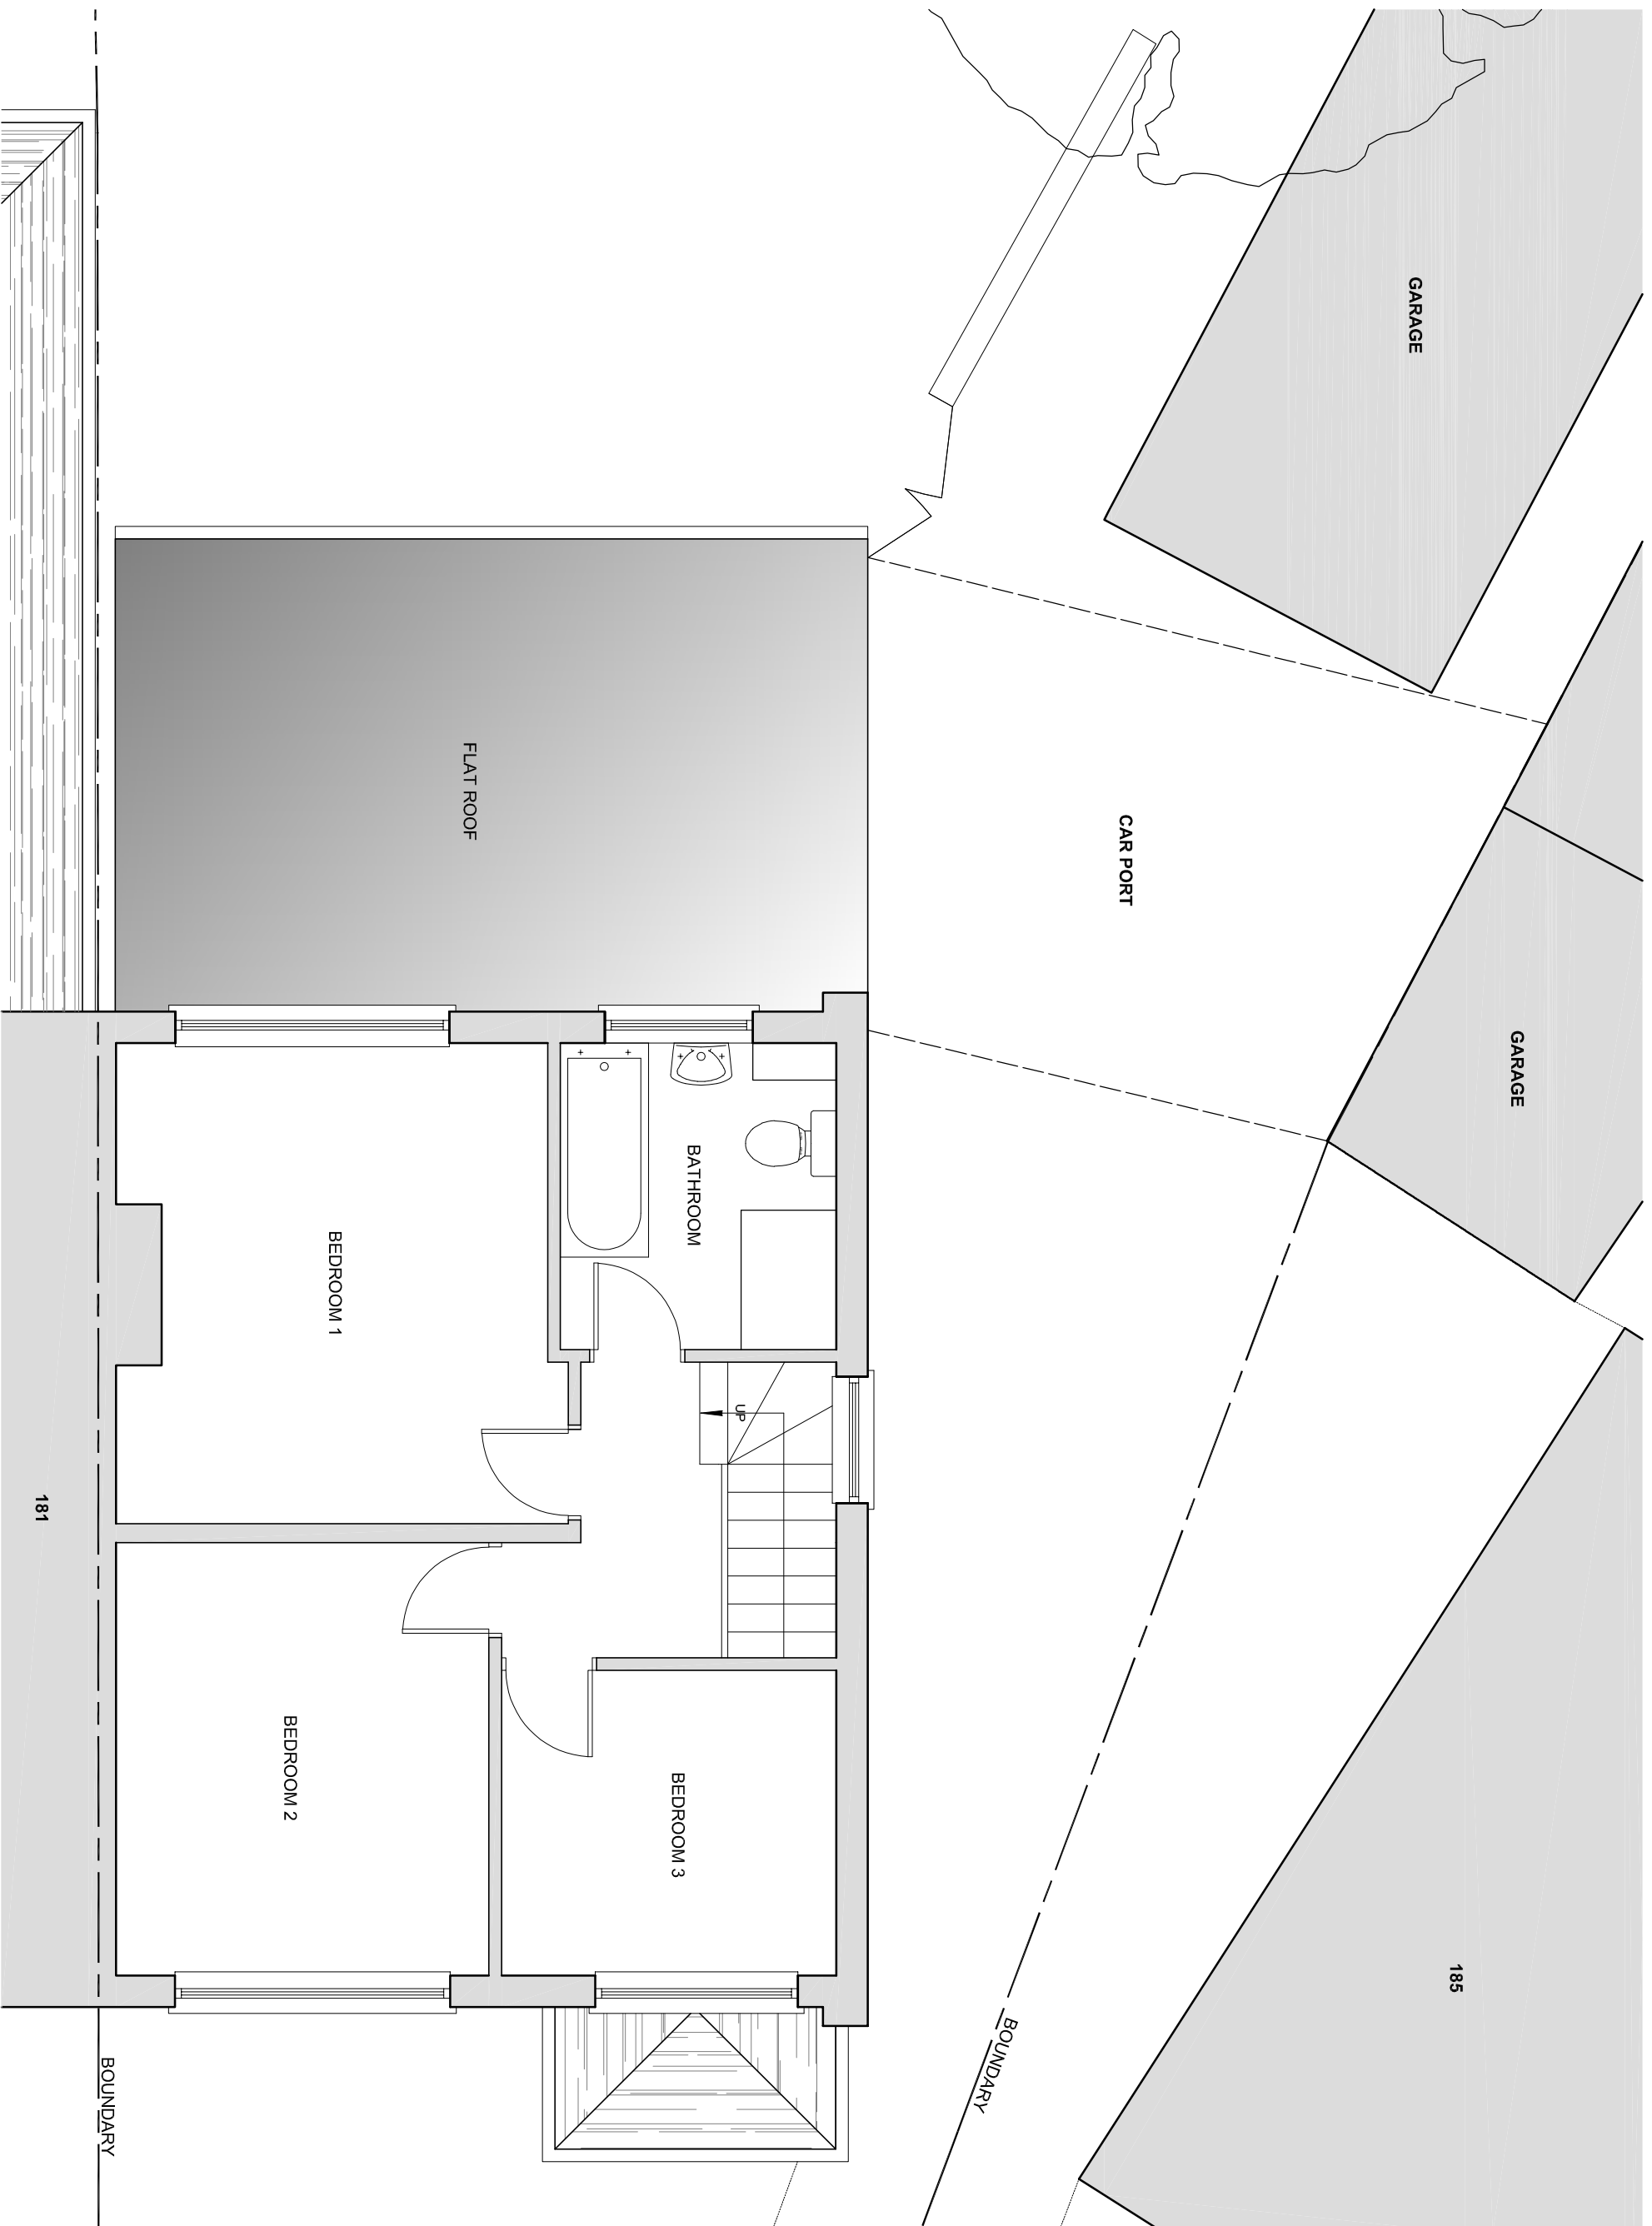 GARAGE
GARAGE
CAR PORT
FLAT ROOF
BATHROOM
BEDROOM 1
UP
181
BEDROOM 2
BEDROOM 3
185
BOUNDARY
BOUNDARY